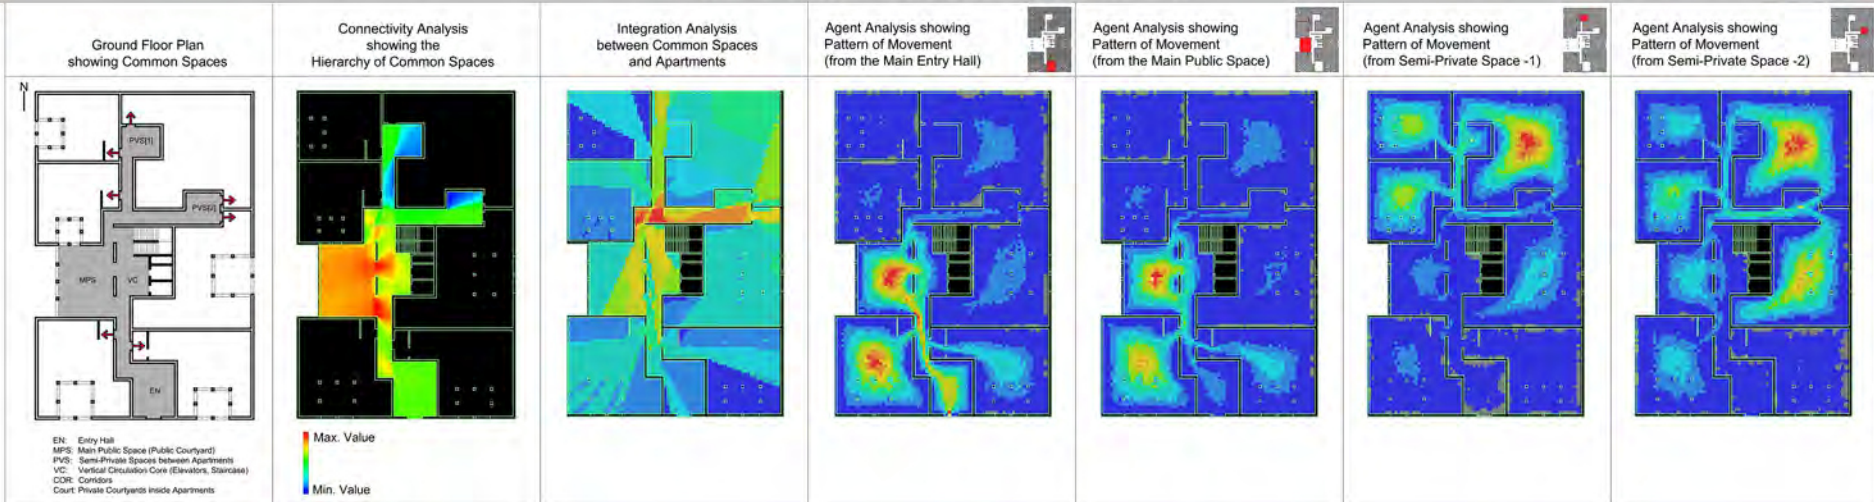 Ground Floor Plan
showing Common Spaces
Connectivity Analysis
showing the
Hierarchy of Common Spaces
Integration Analysis
between Common Spaces
and Apartments
Agent Analysis showing
Pattern of Movement
(from the Main Entry Hall)
Agent Analysis showing
Pattern of Movement
(from the Main Public Space)
Agent Analysis showing
Pattern of Movement
(from Semi-Private Space -1)
Agent Analysis showing
Pattern of Movement
(from Semi-Private Space -2)
N
PVS[1]
PVS[2]
MPS
VC
EN
EN: Entry Hall
MPS: Main Public Space (Public Courtyard)
PVS: Semi-Private Spaces between Apartments
VC: Vertical Circulation Core (Elevators, Staircase)
COR: Corridors
Court: Private Courtyards inside Apartments
Max. Value
Min. Value